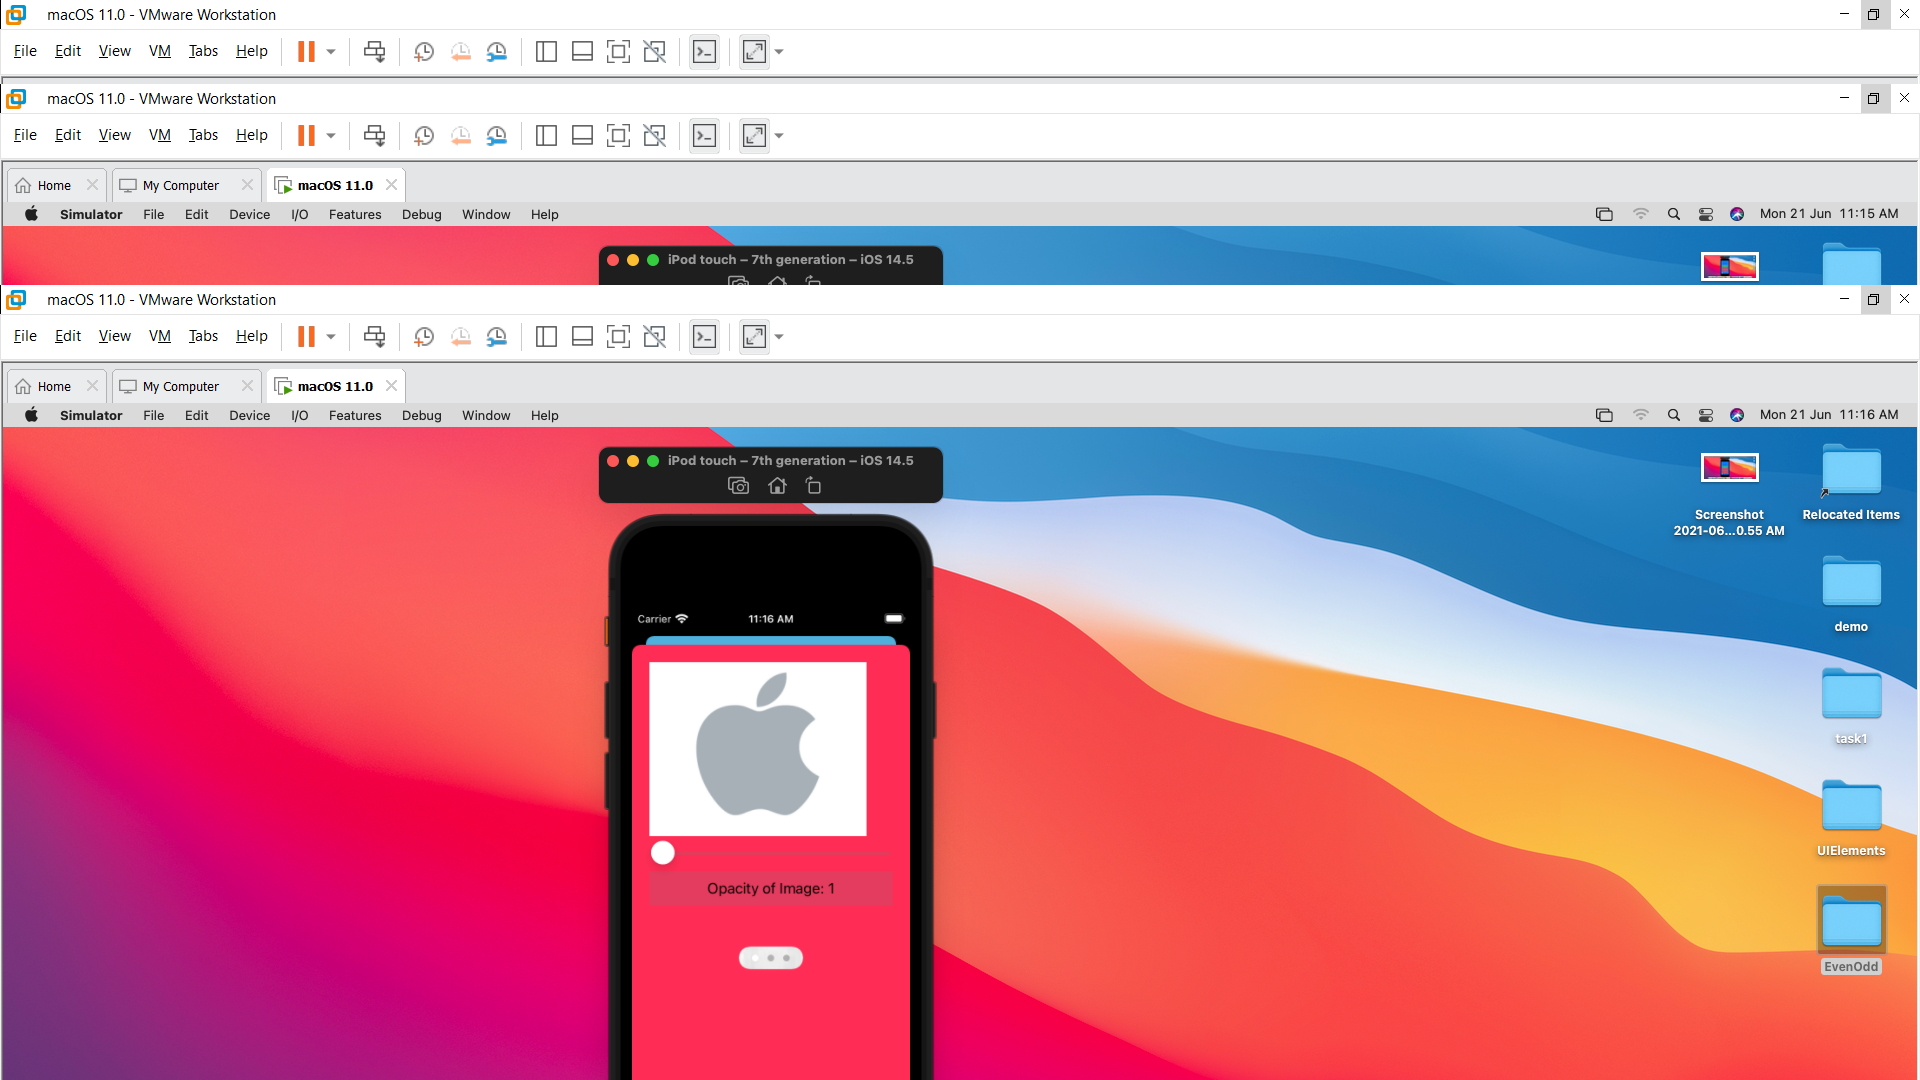 macOS 11.0 - VMware Workstation
File Edit View VM Tabs Help
macOS 11.0 - VMware Workstation
File Edit View VM Tabs Help
Home My Computer macOS 11.0
Simulator File Edit Device I/O Features Debug Window Help Mon 21 Jun 11:15 AM
iPod touch – 7th generation – iOS 14.5
macOS 11.0 - VMware Workstation
File Edit View VM Tabs Help
Home My Computer macOS 11.0
Simulator File Edit Device I/O Features Debug Window Help Mon 21 Jun 11:16 AM
iPod touch – 7th generation – iOS 14.5
Screenshot
2021-06...0.55 AM
Relocated Items
demo
Carrier 11:16 AM
task1
UIElements
Opacity of Image: 1
EvenOdd